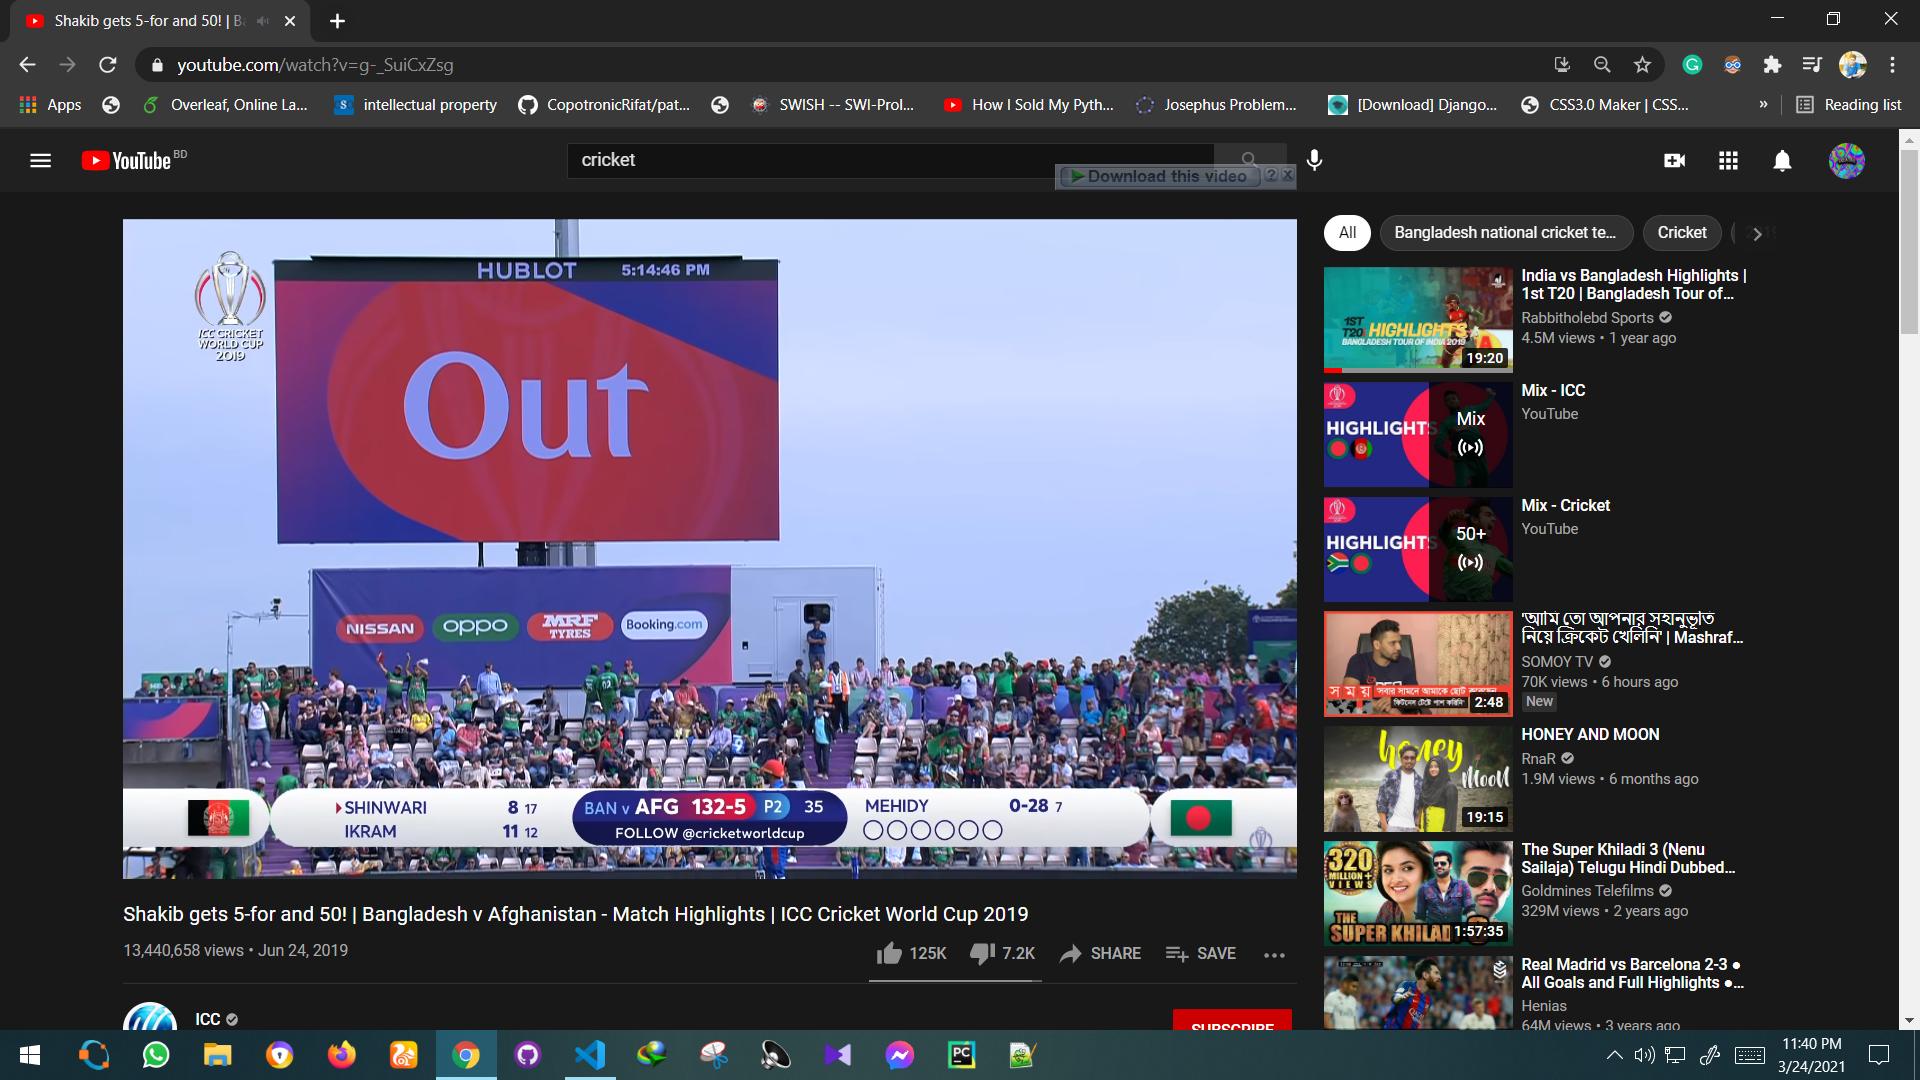 Shakib gets 5-for and 50! | Ba
youtube.com/watch?v=g-_SuiCxZsg
Apps
Overleaf, Online La...
intellectual property
CopotronicRifat/pat...
SWISH -- SWI-Prol...
How I Sold My Pyth...
Josephus Problem...
[Download] Django...
CSS3.0 Maker | CSS...
»
Reading list
YouTube BD
cricket
Download this video ? x
HUBLOT 5:14:46 PM
Out
ICC CRICKET
WORLD CUP
2019
NISSAN
oppo
MRF
TYRES
Booking.com
SHINWARI 8 17
IKRAM 11 12
BAN v AFG 132-5 P2 35
FOLLOW @cricketworldcup
MEHIDY 0-28 7
Shakib gets 5-for and 50! | Bangladesh v Afghanistan - Match Highlights | ICC Cricket World Cup 2019
13,440,658 views • Jun 24, 2019
125K
7.2K
SHARE
SAVE
ICC
SUBSCRIBE
All
Bangladesh national cricket te...
Cricket
1ST
T20 HIGHLIGHTS
BANGLADESH TOUR OF INDIA 2019
19:20
India vs Bangladesh Highlights |
1st T20 | Bangladesh Tour of...
Rabbitholebd Sports
4.5M views • 1 year ago
HIGHLIGHTS
Mix
Mix - ICC
YouTube
HIGHLIGHTS
50+
Mix - Cricket
YouTube
সময়
2:48
'আমি তো আপনার সহানুভূতি
নিয়ে ক্রিকেট খেলিনি' | Mashraf...
SOMOY TV
70K views • 6 hours ago
New
honey
Moon
19:15
HONEY AND MOON
RnaR
1.9M views • 6 months ago
320
MILLION+
VIEWS
THE
SUPER KHILAD
1:57:35
The Super Khiladi 3 (Nenu
Sailaja) Telugu Hindi Dubbed...
Goldmines Telefilms
329M views • 2 years ago
Real Madrid vs Barcelona 2-3 ●
All Goals and Full Highlights ●...
Henias
64M views • 3 years ago
PC
11:40 PM
3/24/2021